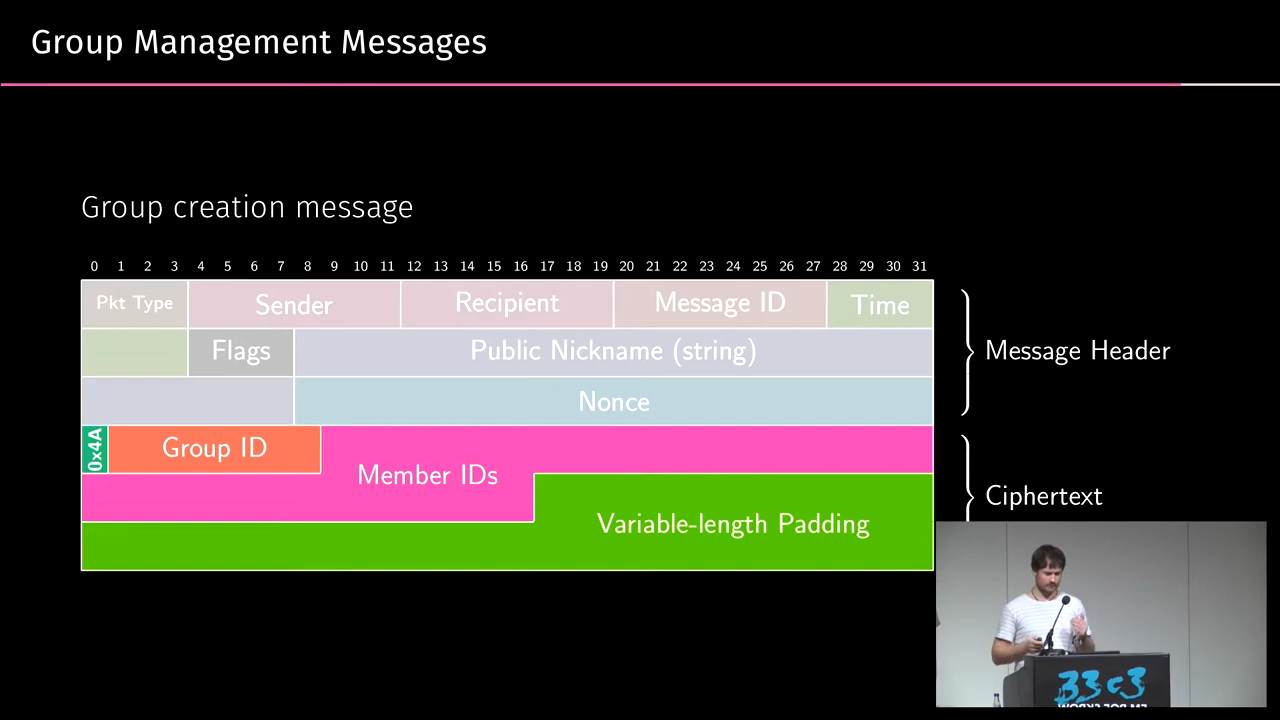 Group Management Messages
Group creation message
0 1 2 3 4 5 6 7 8 9 10 11 12 13 14 15 16 17 18 19 20 21 22 23 24 25 26 27 28 29 30 31
Pkt Type Sender Recipient Message ID Time
Flags Public Nickname (string)
Message Header
Nonce
0x4A Group ID
Member IDs
Ciphertext
Variable-length Padding
33c3